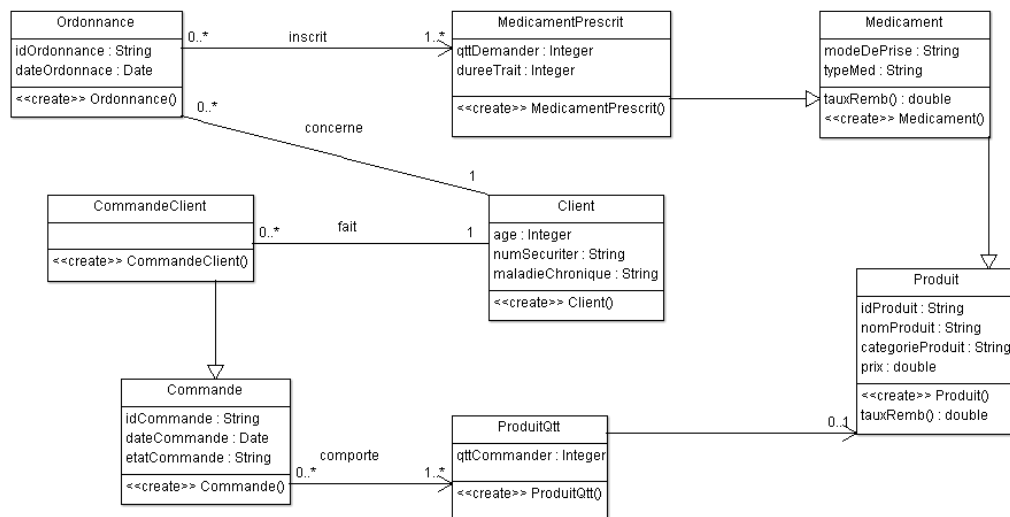 Ordonnance
idOrdonnance : String
dateOrdonnace : Date
<<create>> Ordonnance()
0..*
inscrit
1..*
MedicamentPrescrit
qttDemander : Integer
dureeTrait : Integer
<<create>> MedicamentPrescrit()
Medicament
modeDePrise : String
typeMed : String
tauxRemb() : double
<<create>> Medicament()
0..*
concerne
1
CommandeClient
<<create>> CommandeClient()
0..*
fait
1
Client
age : Integer
numSecuriter : String
maladieChronique : String
<<create>> Client()
Produit
idProduit : String
nomProduit : String
categorieProduit : String
prix : double
<<create>> Produit()
tauxRemb() : double
Commande
idCommande : String
dateCommande : Date
etatCommande : String
<<create>> Commande()
0..*
comporte
1..*
ProduitQtt
qttCommander : Integer
<<create>> ProduitQtt()
0..1